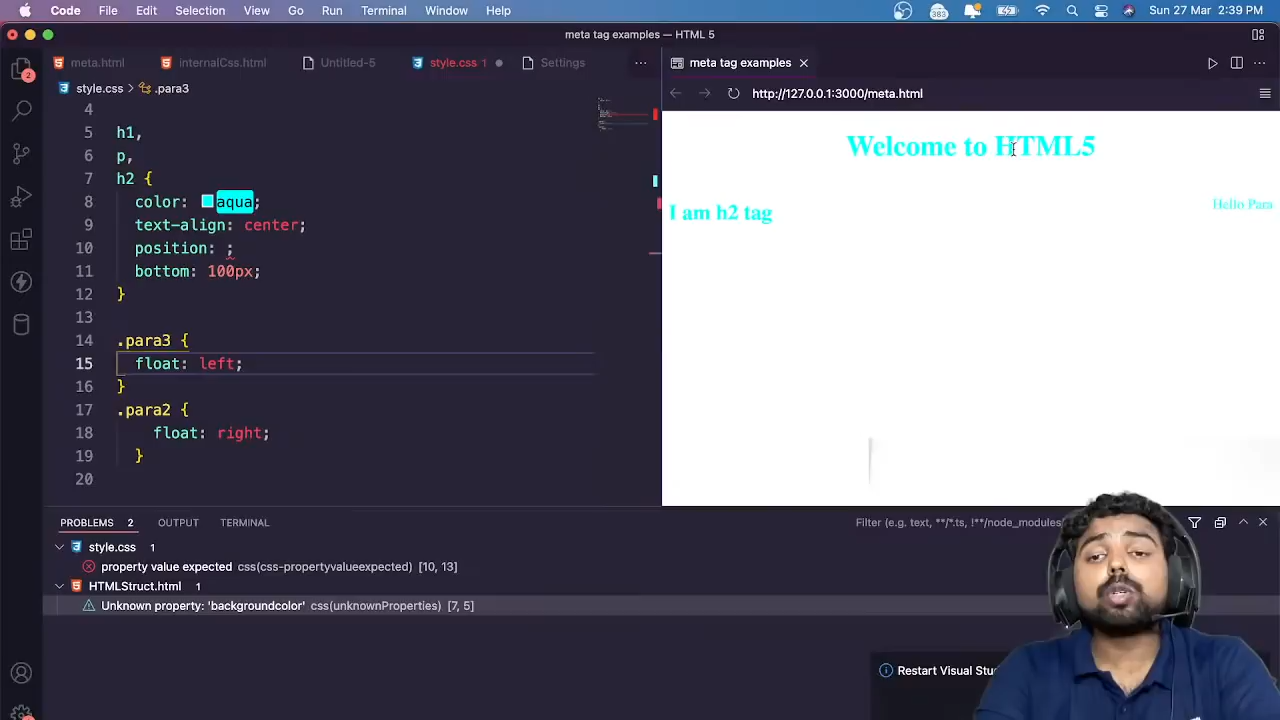 Code File Edit Selection View Go Run Terminal Window Help 383 Sun 27 Mar 2:39 PM
meta tag examples — HTML 5
meta.html internalCss.html Untitled-5 style.css 1 Settings
style.css > .para3
4
5 h1,
6 p,
7 h2 {
8 color: aqua;
9 text-align: center;
10 position: ;
11 bottom: 100px;
12 }
13
14 .para3 {
15 float: left;
16 }
17 .para2 {
18 float: right;
19 }
20
meta tag examples
http://127.0.0.1:3000/meta.html
Welcome to HTML5
Hello Para
I am h2 tag
2
PROBLEMS 2 OUTPUT TERMINAL
Filter (e.g. text, **/*.ts, !**/node_modules
style.css 1
property value expected css(css-propertyvalueexpected) [10, 13]
HTMLStruct.html 1
Unknown property: 'backgroundcolor' css(unknownProperties) [7, 5]
Restart Visual Stu